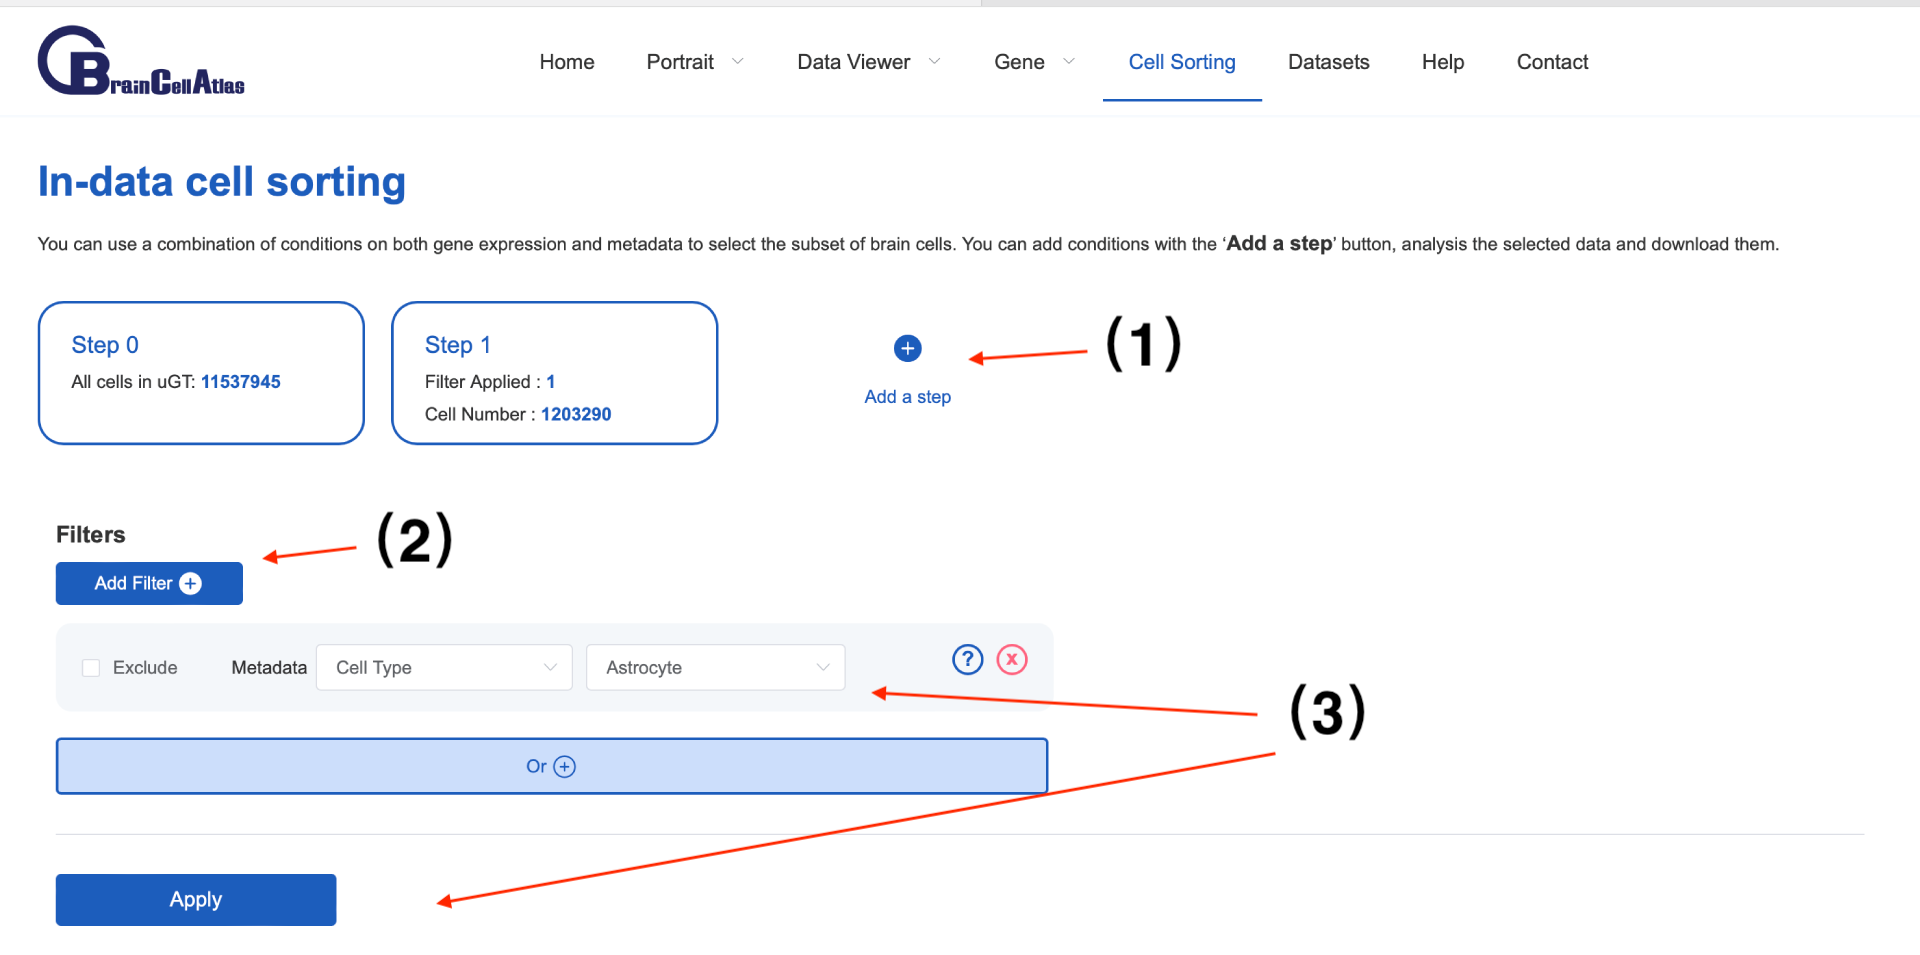 BrainCellAtlas
Home Portrait Data Viewer Gene Cell Sorting Datasets Help Contact
In-data cell sorting
You can use a combination of conditions on both gene expression and metadata to select the subset of brain cells. You can add conditions with the ‘Add a step’ button, analysis the selected data and download them.
Step 0
All cells in uGT: 11537945
Step 1
Filter Applied : 1
Cell Number : 1203290
Add a step
(1)
Filters
(2)
Add Filter
Exclude Metadata Cell Type Astrocyte ? x
(3)
Or
Apply